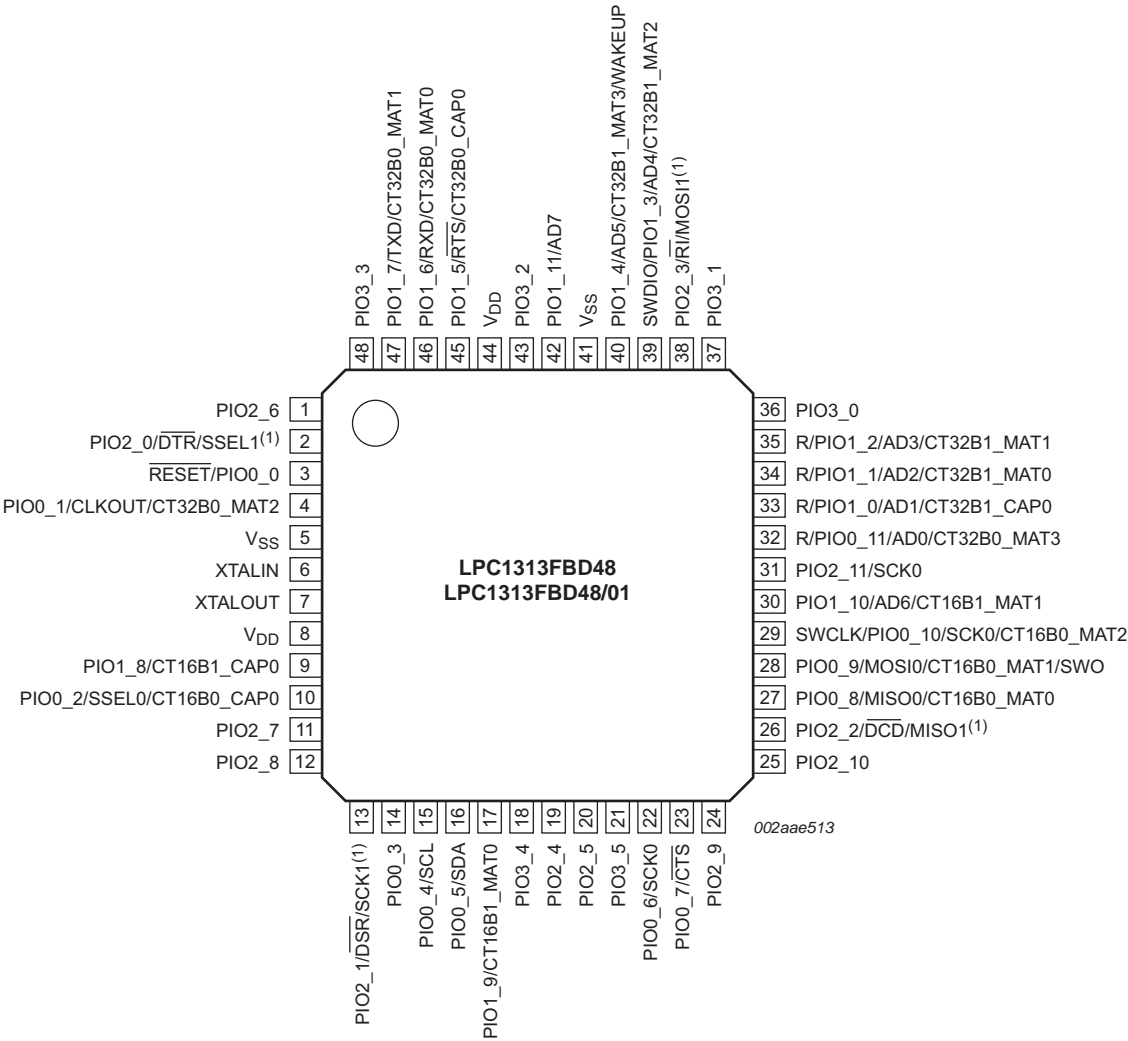 PIO3_3
PIO1_7/TXD/CT32B0_MAT1
PIO1_6/RXD/CT32B0_MAT0
PIO1_5/RTS/CT32B0_CAP0
VDD
PIO3_2
PIO1_11/AD7
VSS
PIO1_4/AD5/CT32B1_MAT3/WAKEUP
SWDIO/PIO1_3/AD4/CT32B1_MAT2
PIO2_3/RI/MOSI1(1)
PIO3_1
48
47
46
45
44
43
42
41
40
39
38
37
PIO2_6 1
PIO2_0/DTR/SSEL1(1) 2
RESET/PIO0_0 3
PIO0_1/CLKOUT/CT32B0_MAT2 4
VSS 5
XTALIN 6
XTALOUT 7
VDD 8
PIO1_8/CT16B1_CAP0 9
PIO0_2/SSEL0/CT16B0_CAP0 10
PIO2_7 11
PIO2_8 12
LPC1313FBD48
LPC1313FBD48/01
36 PIO3_0
35 R/PIO1_2/AD3/CT32B1_MAT1
34 R/PIO1_1/AD2/CT32B1_MAT0
33 R/PIO1_0/AD1/CT32B1_CAP0
32 R/PIO0_11/AD0/CT32B0_MAT3
31 PIO2_11/SCK0
30 PIO1_10/AD6/CT16B1_MAT1
29 SWCLK/PIO0_10/SCK0/CT16B0_MAT2
28 PIO0_9/MOSI0/CT16B0_MAT1/SWO
27 PIO0_8/MISO0/CT16B0_MAT0
26 PIO2_2/DCD/MISO1(1)
25 PIO2_10
13
14
15
16
17
18
19
20
21
22
23
24
PIO2_1/DSR/SCK1(1)
PIO0_3
PIO0_4/SCL
PIO0_5/SDA
PIO1_9/CT16B1_MAT0
PIO3_4
PIO2_4
PIO2_5
PIO3_5
PIO0_6/SCK0
PIO0_7/CTS
PIO2_9
002aae513